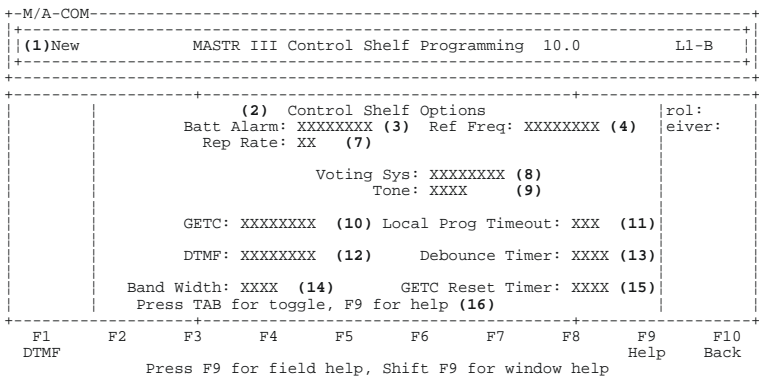 M/A-COM
(1)New MASTR III Control Shelf Programming 10.0 L1-B
(2) Control Shelf Options rol:
Batt Alarm: XXXXXXXX (3) Ref Freq: XXXXXXXX (4) eiver:
Rep Rate: XX (7)
Voting Sys: XXXXXXXX (8)
Tone: XXXX (9)
GETC: XXXXXXXX (10) Local Prog Timeout: XXX (11)
DTMF: XXXXXXXX (12) Debounce Timer: XXXX (13)
Band Width: XXXX (14) GETC Reset Timer: XXXX (15)
Press TAB for toggle, F9 for help (16)
F1 F2 F3 F4 F5 F6 F7 F8 F9 F10
DTMF Help Back
Press F9 for field help, Shift F9 for window help